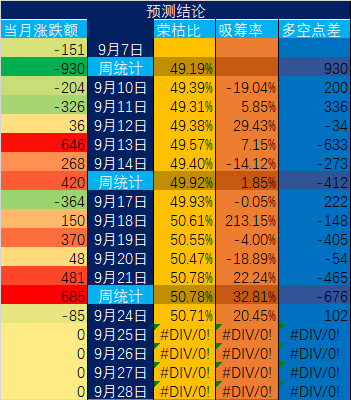 预测结论
当月涨跌额 荣枯比 吸筹率 多空点差
-151 9月7日
-930 周统计 49.19% 930
-204 9月10日 49.39% -19.04% 200
-326 9月11日 49.31% 5.85% 336
36 9月12日 49.38% 29.43% -34
646 9月13日 49.57% 7.15% -633
268 9月14日 49.40% -14.12% -273
420 周统计 49.92% 1.85% -412
-364 9月17日 49.93% -0.05% 222
150 9月18日 50.61% 213.15% -148
370 9月19日 50.55% -4.00% -405
48 9月20日 50.47% -18.89% -54
481 9月21日 50.78% 22.24% -465
685 周统计 50.78% 32.81% -676
-85 9月24日 50.71% 20.45% 102
0 9月25日 #DIV/0! #DIV/0! #DIV/0!
0 9月26日 #DIV/0! #DIV/0! #DIV/0!
0 9月27日 #DIV/0! #DIV/0! #DIV/0!
0 9月28日 #DIV/0! #DIV/0! #DIV/0!